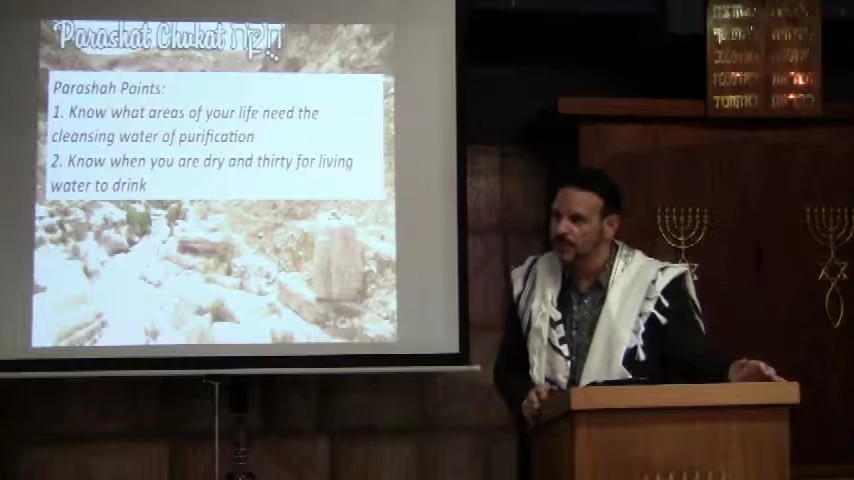 Parashat Chukat חֻקַּת
Parashah Points:
1. Know what areas of your life need the
cleansing water of purification
2. Know when you are dry and thirty for living
water to drink